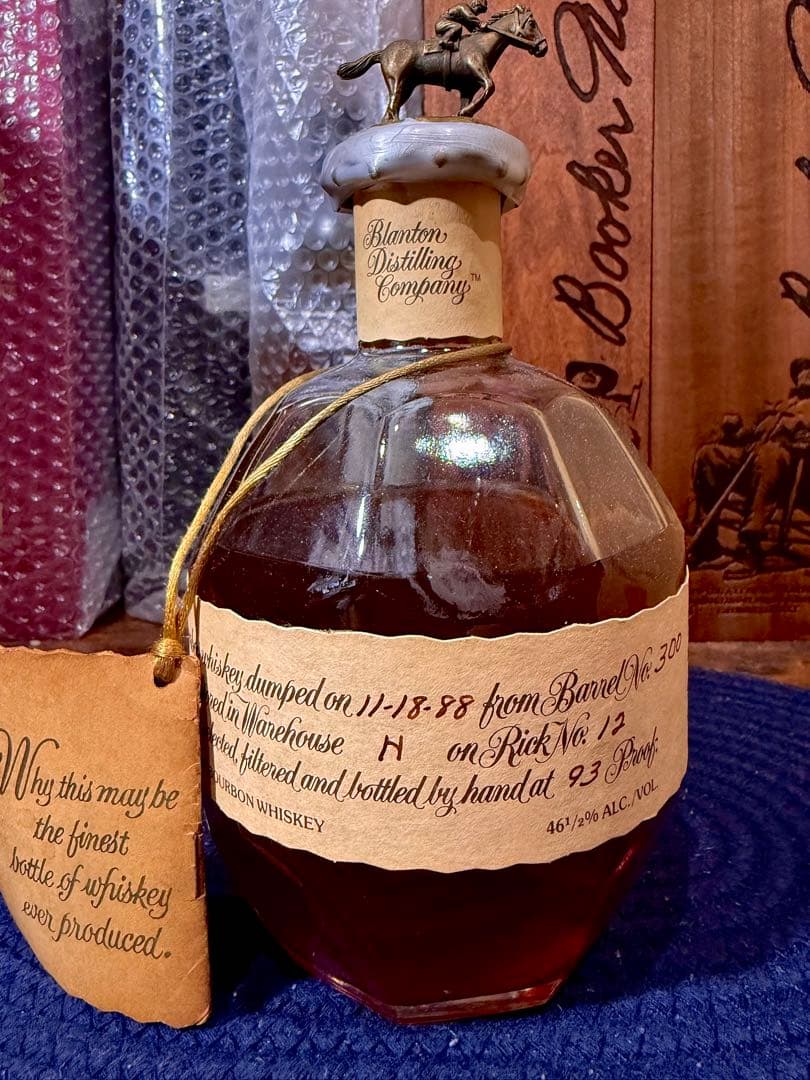 Blanton
Distilling
Company™
Booker No
whiskey dumped on 11-18-88 from Barrel No. 300
in Warehouse H on Rick No. 12
filtered and bottled by hand at 93 Proof.
BOURBON WHISKEY 46 1/2% ALC./VOL.
Why this may be
the finest
bottle of whiskey
ever produced.